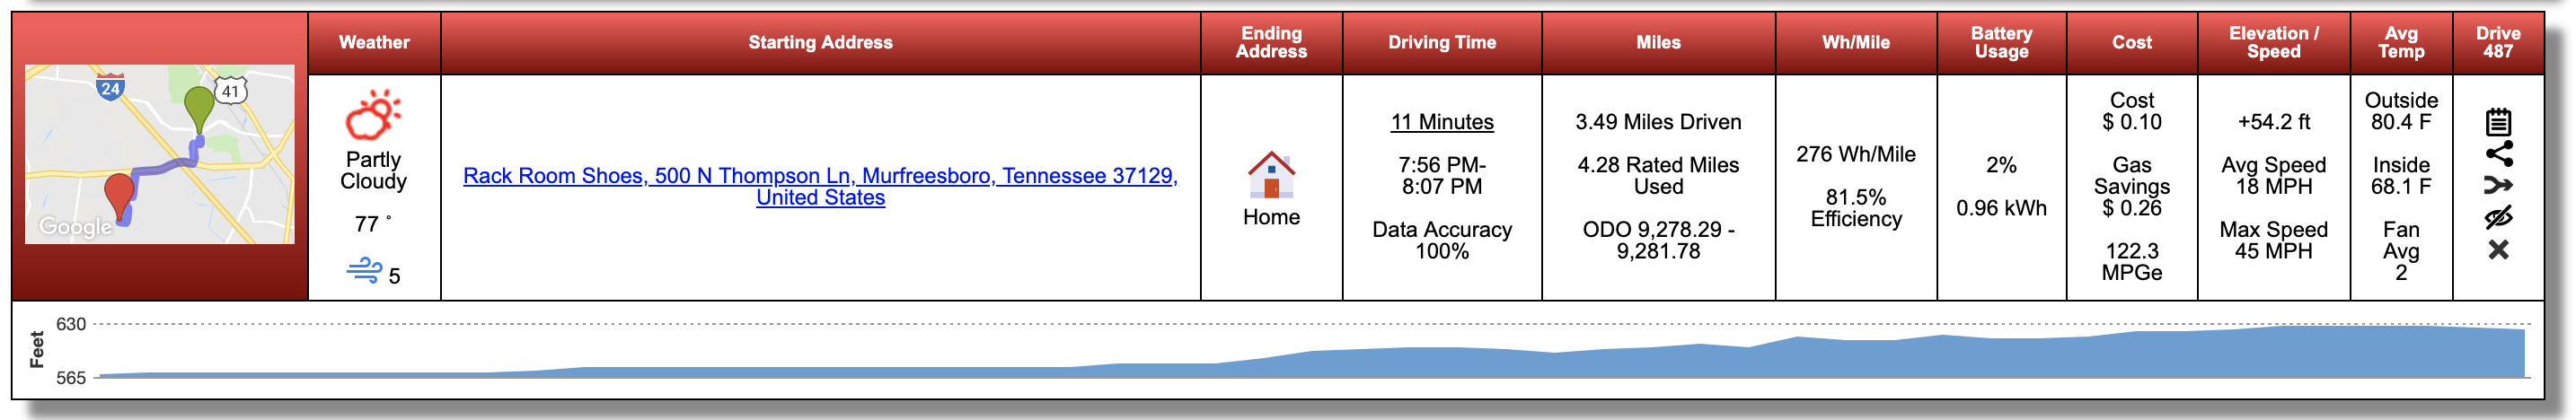 Weather
Starting Address
Ending
Address
Driving Time
Miles
Wh/Mile
Battery
Usage
Cost
Elevation /
Speed
Avg
Temp
Drive
487
24
41
Google
Partly
Cloudy
77 °
5
Rack Room Shoes, 500 N Thompson Ln, Murfreesboro, Tennessee 37129,
United States
Home
11 Minutes
7:56 PM-
8:07 PM
Data Accuracy
100%
3.49 Miles Driven
4.28 Rated Miles
Used
ODO 9,278.29 -
9,281.78
276 Wh/Mile
81.5%
Efficiency
2%
0.96 kWh
Cost
$ 0.10
Gas
Savings
$ 0.26
122.3
MPGe
+54.2 ft
Avg Speed
18 MPH
Max Speed
45 MPH
Outside
80.4 F
Inside
68.1 F
Fan
Avg
2
Feet
630
565